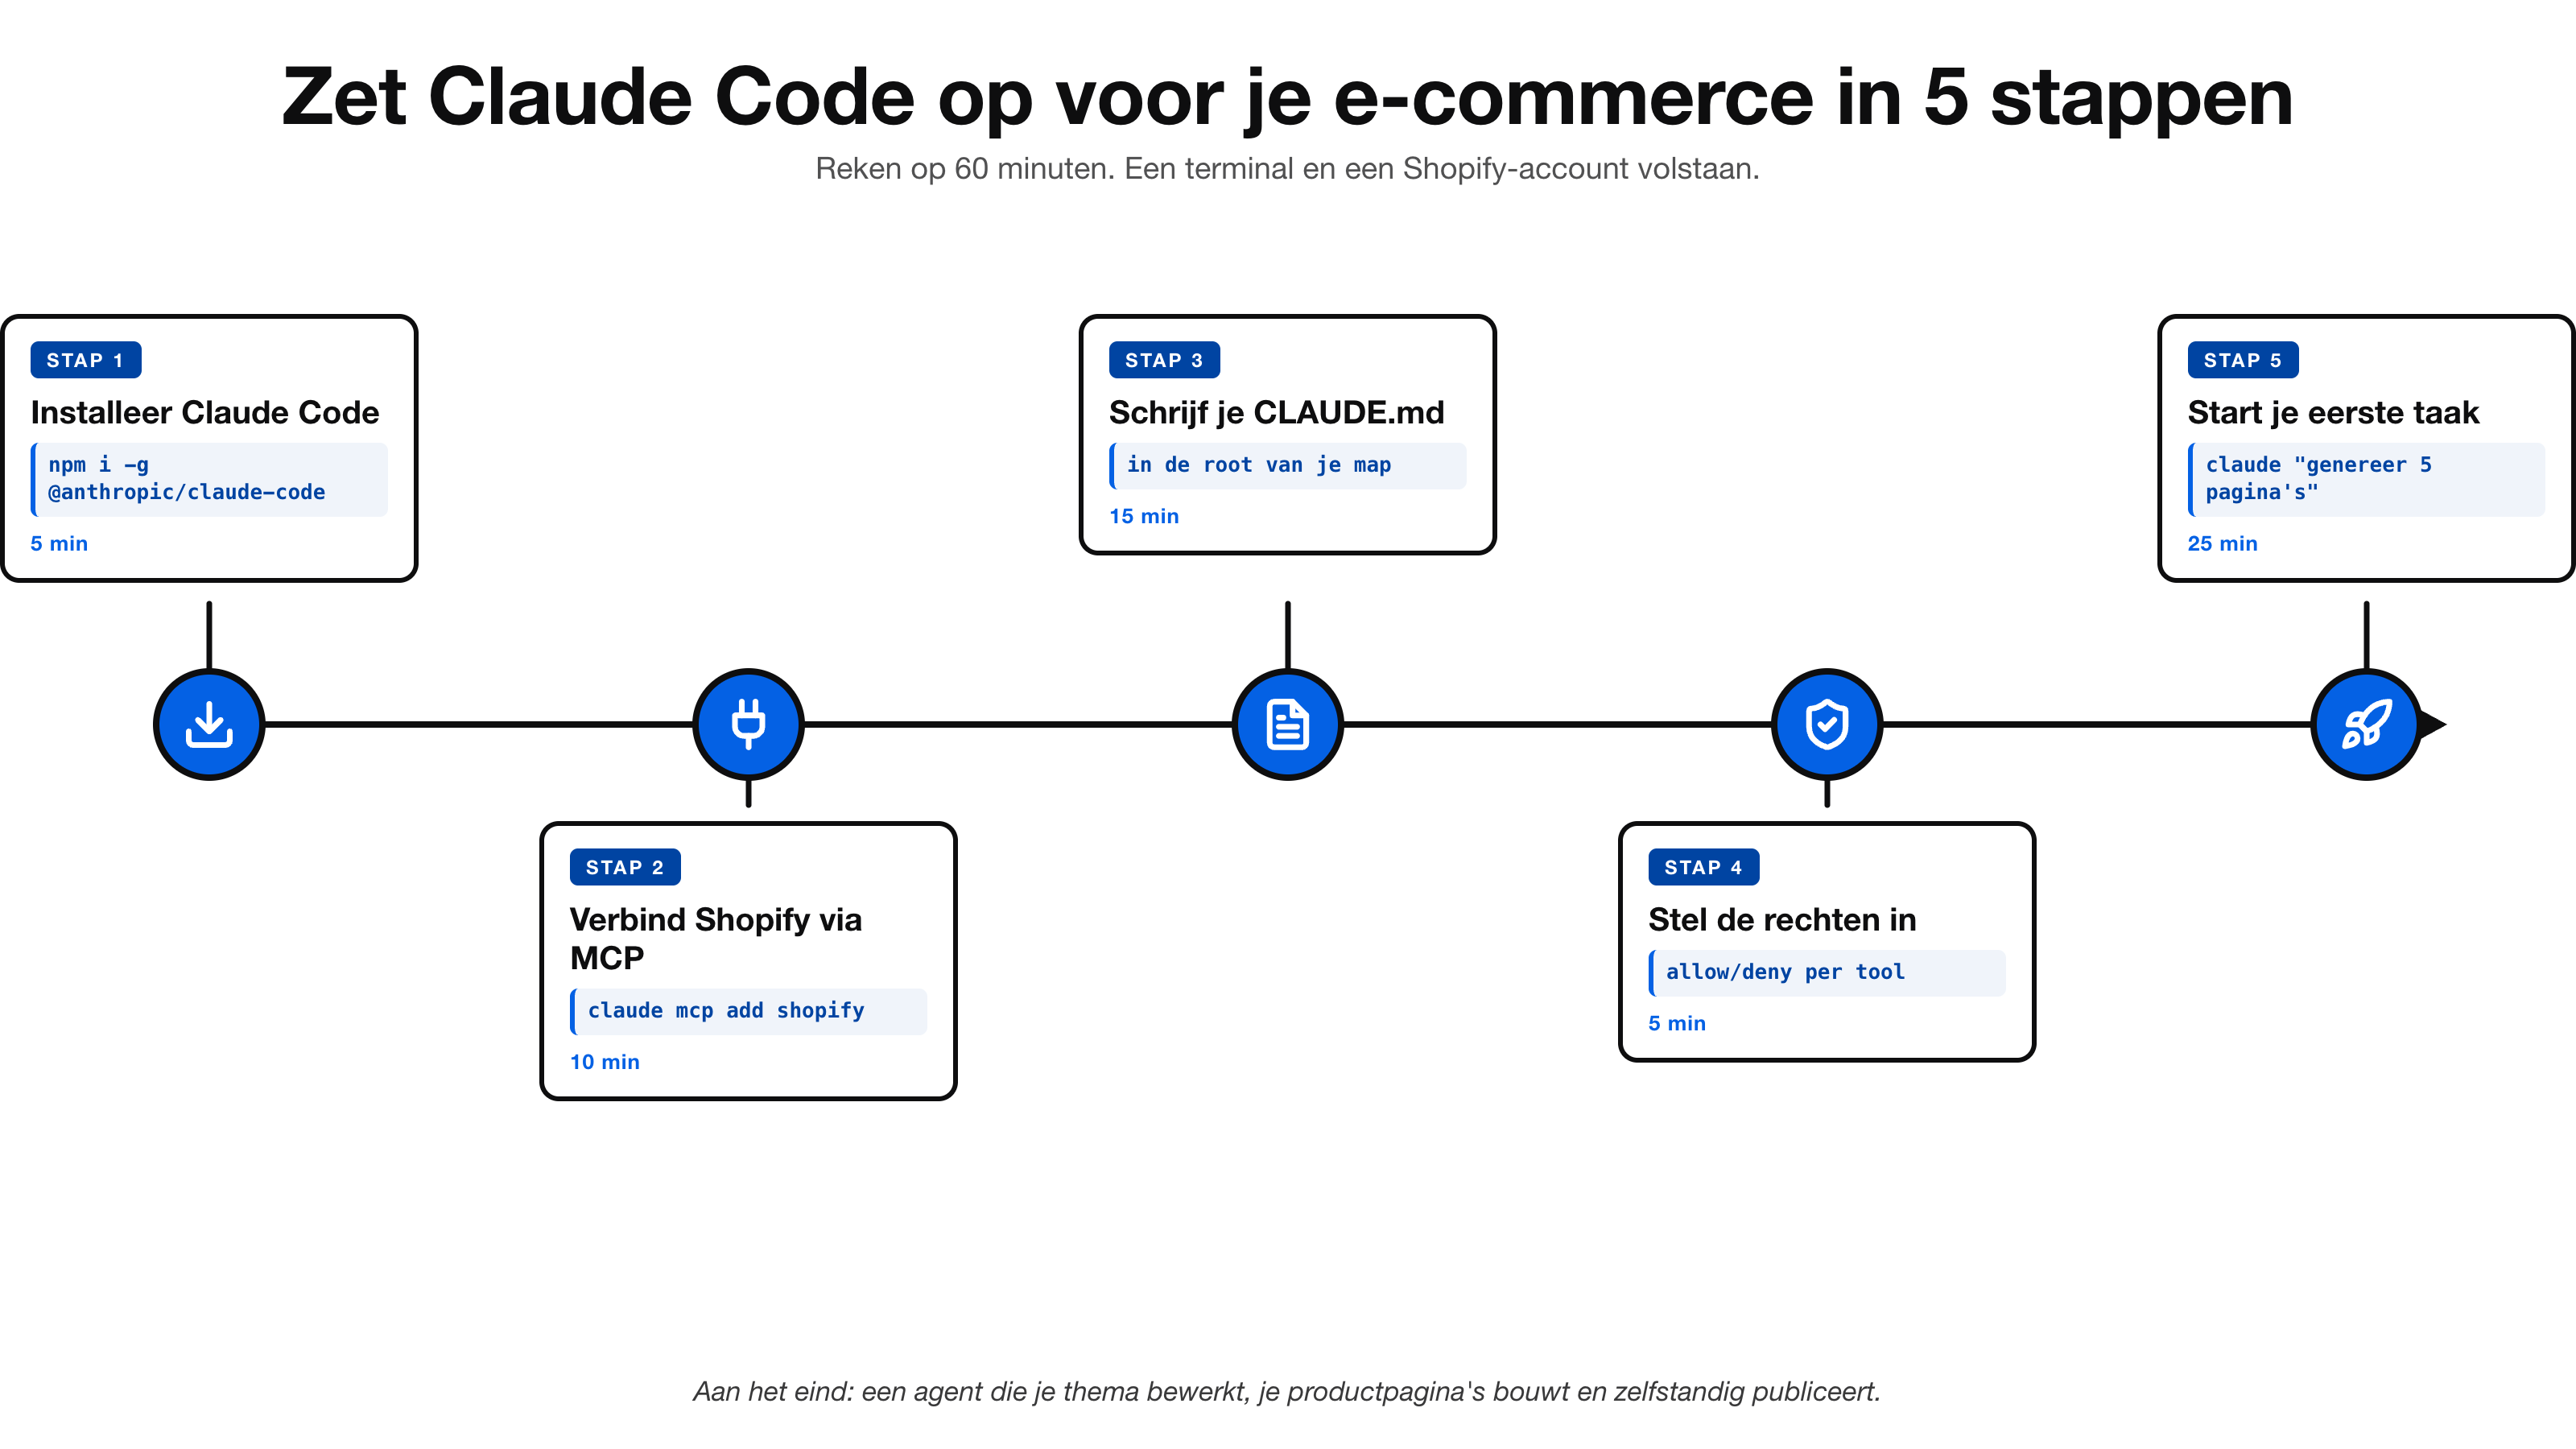 Zet Claude Code op voor je e-commerce in 5 stappen
Reken op 60 minuten. Een terminal en een Shopify-account volstaan.
STAP 1
Installeer Claude Code
npm i -g
@anthropic/claude-code
5 min
STAP 2
Verbind Shopify via
MCP
claude mcp add shopify
10 min
STAP 3
Schrijf je CLAUDE.md
in de root van je map
15 min
STAP 4
Stel de rechten in
allow/deny per tool
5 min
STAP 5
Start je eerste taak
claude "genereer 5
pagina's"
25 min
Aan het eind: een agent die je thema bewerkt, je productpagina's bouwt en zelfstandig publiceert.